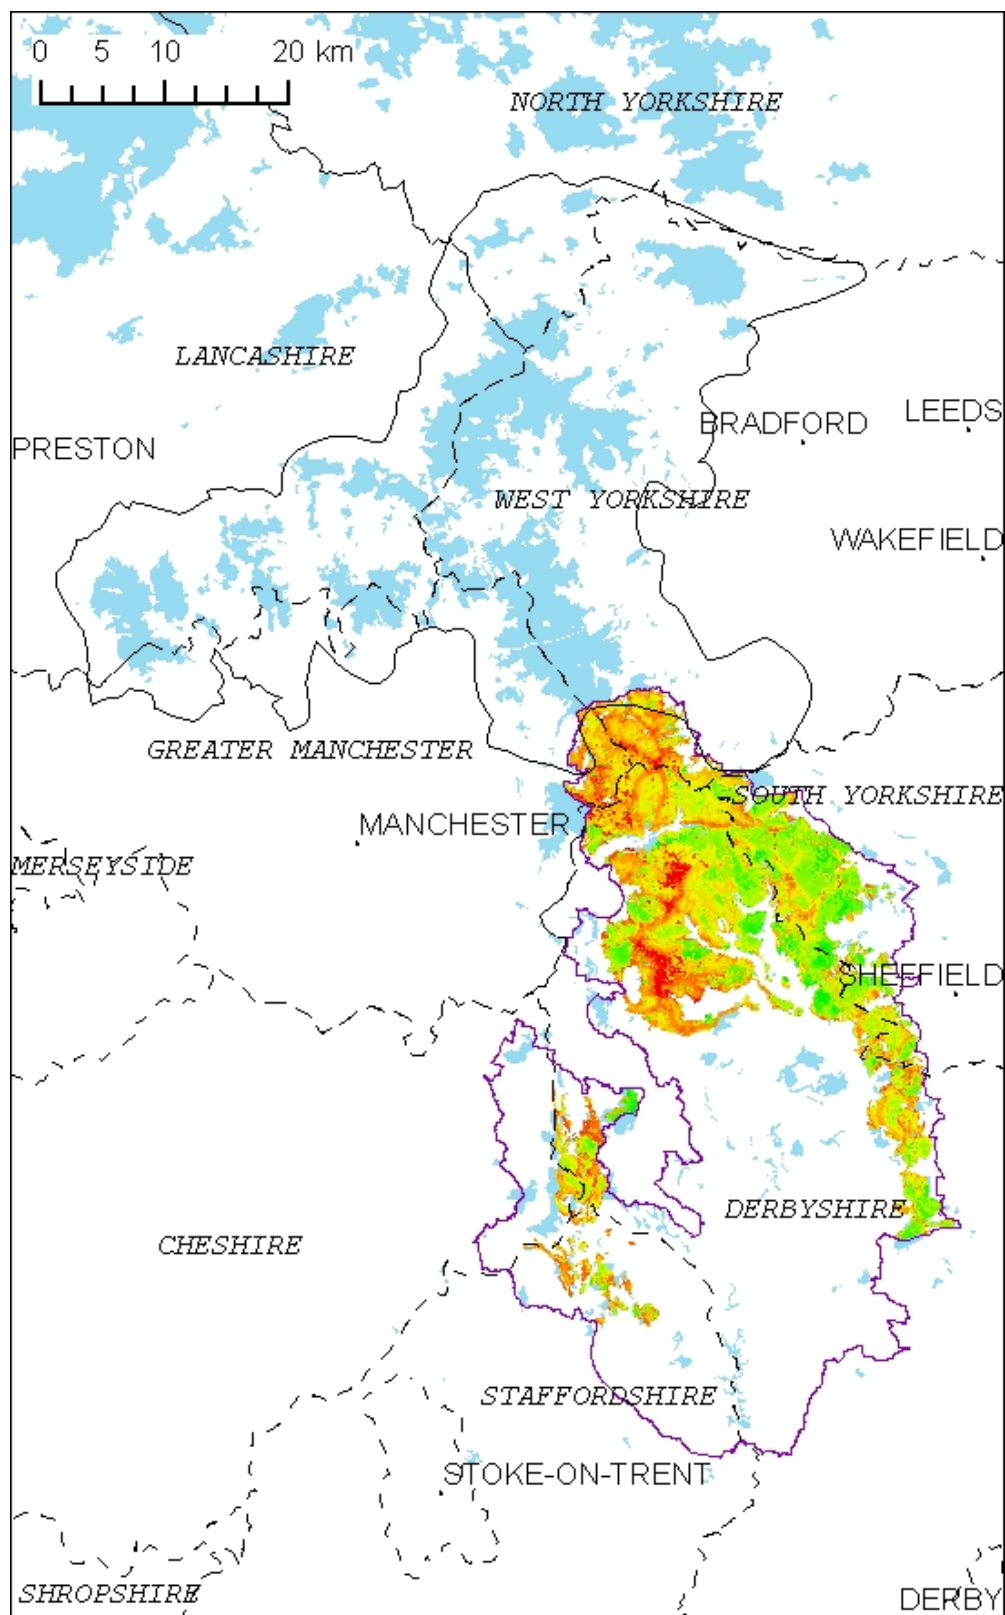 0 5 10 20 km
NORTH YORKSHIRE
LANCASHIRE
BRADFORD
LEEDS
PRESTON
WEST YORKSHIRE
WAKEFIELD
GREATER MANCHESTER
SOUTH YORKSHIRE
MANCHESTER
MERSEYSIDE
SHEFFIELD
DERBYSHIRE
CHESHIRE
STAFFORDSHIRE
STOKE-ON-TRENT
SHROPSHIRE
DERBY